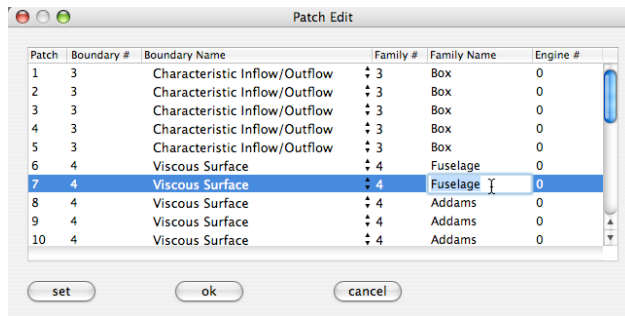 Patch Edit
Patch Boundary # Boundary Name Family # Family Name Engine #
1 3 Characteristic Inflow/Outflow 3 Box 0
2 3 Characteristic Inflow/Outflow 3 Box 0
3 3 Characteristic Inflow/Outflow 3 Box 0
4 3 Characteristic Inflow/Outflow 3 Box 0
5 3 Characteristic Inflow/Outflow 3 Box 0
6 4 Viscous Surface 4 Fuselage 0
7 4 Viscous Surface 4 Fuselage 0
8 4 Viscous Surface 4 Addams 0
9 4 Viscous Surface 4 Addams 0
10 4 Viscous Surface 4 Addams 0
set ok cancel